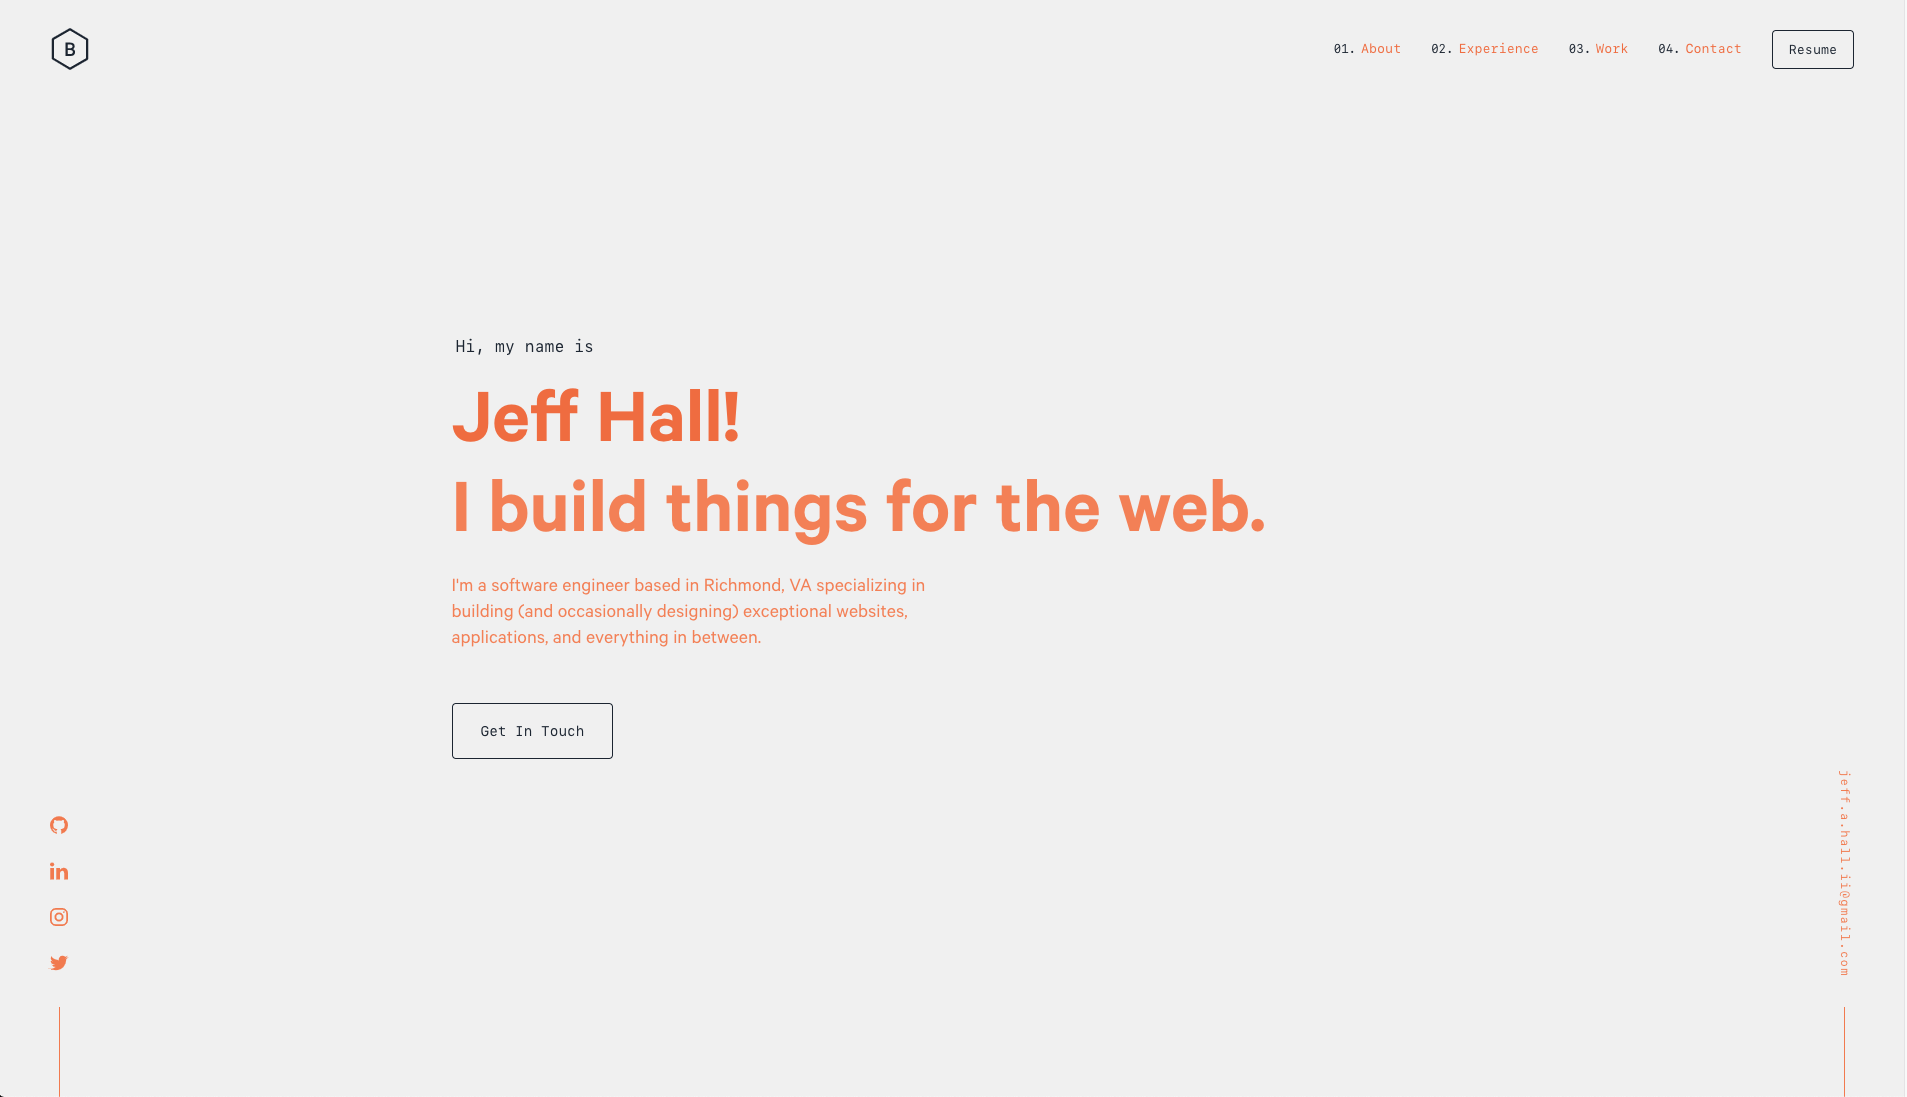 B
01. About 02. Experience 03. Work 04. Contact Resume
Hi, my name is
Jeff Hall!
I build things for the web.
I'm a software engineer based in Richmond, VA specializing in
building (and occasionally designing) exceptional websites,
applications, and everything in between.
Get In Touch
in
jeff.a.hall.ii@gmail.com